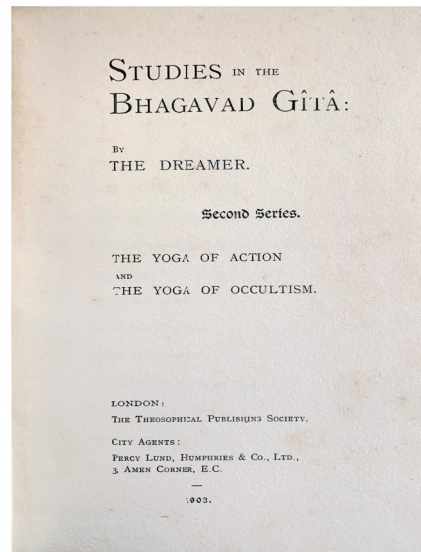 STUDIES IN THE
BHAGAVAD GÎTÂ:
BY
THE DREAMER.
Second Series.
THE YOGA OF ACTION
AND
THE YOGA OF OCCULTISM.
LONDON:
THE THEOSOPHICAL PUBLISHING SOCIETY.
CITY AGENTS:
PERCY LUND, HUMPHRIES & CO., LTD.,
3, AMEN CORNER, E.C.
1903.